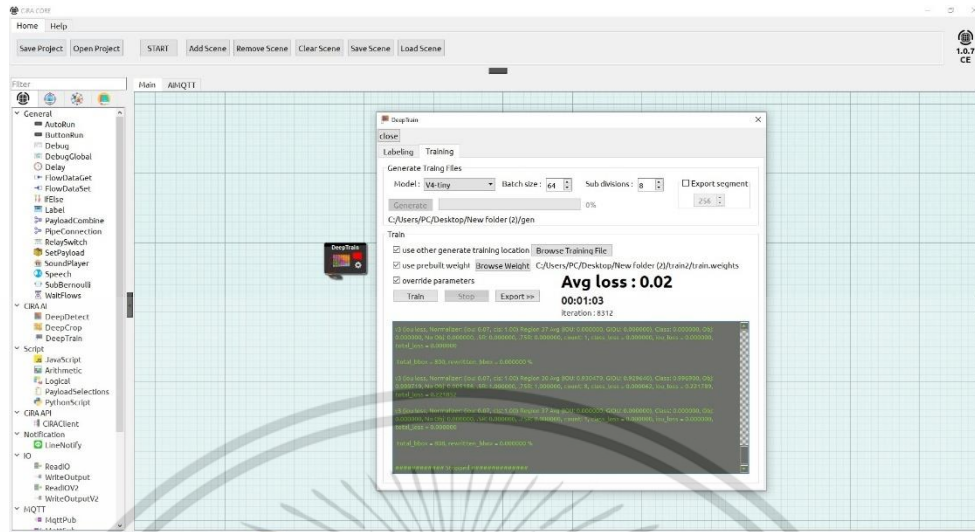 CIRA CORE
Home Help
Save Project Open Project START Add Scene Remove Scene Clear Scene Save Scene Load Scene
1.0.7
CE
Filter
Main AIMQTT
General
AutoRun
ButtonRun
Debug
DebugGlobal
Delay
FlowDataGet
FlowDataSet
IfElse
Label
PayloadCombine
PipeConnection
RelaySwitch
SetPayload
SoundPlayer
Speech
SubBernoulli
WaitFlows
CIRA AI
DeepDetect
DeepCrop
DeepTrain
Script
JavaScript
Arithmetic
Logical
PayloadSelections
PythonScript
CIRA API
CIRAClient
Notification
LineNotify
IO
ReadIO
WriteOutput
ReadIOV2
WriteOutputV2
MQTT
MqttPub
DeepTrain
DeepTrain
close
Labeling Training
Generate Traing Files
Model : V4-tiny Batch size : 64 Sub divisions : 8 Export segment
256
Generate 0%
C:/Users/PC/Desktop/New folder (2)/gen
Train
use other generate training location Browse Training File
use prebuilt weight Browse Weight C:/Users/PC/Desktop/New folder (2)/train2/train.weights
override parameters
Avg loss : 0.02
Train Stop Export >>
00:01:03
Iteration : 8312
total_loss = 0.000000